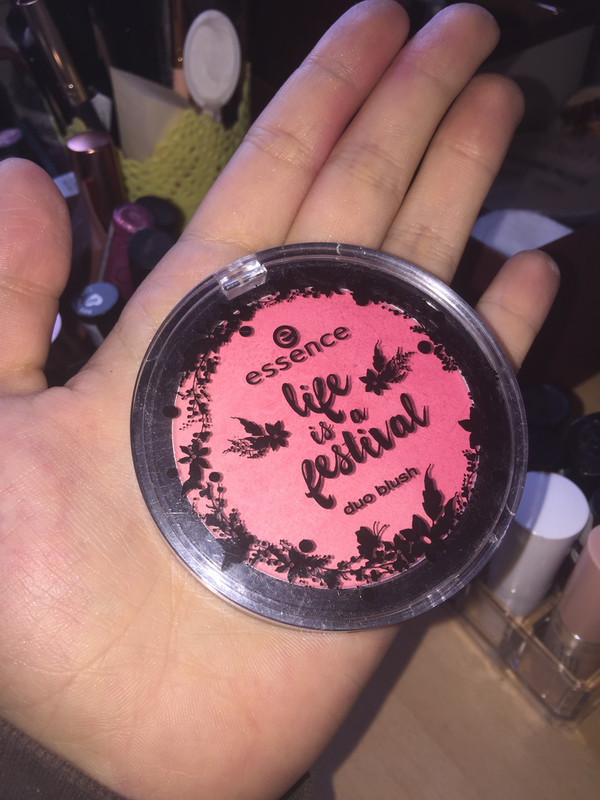 essence
life
is a
festival
duo blush